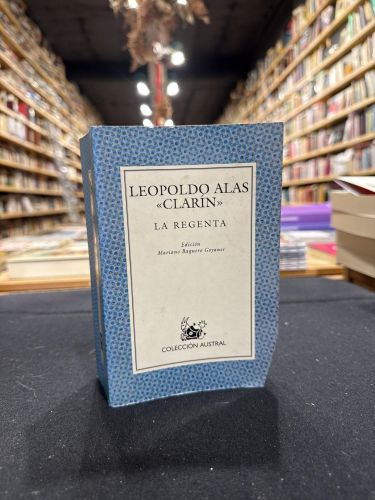 LEOPOLDO ALAS
«CLARÍN»
LA REGENTA
Edición
Mariano Baquero Goyanes
COLECCIÓN AUSTRAL